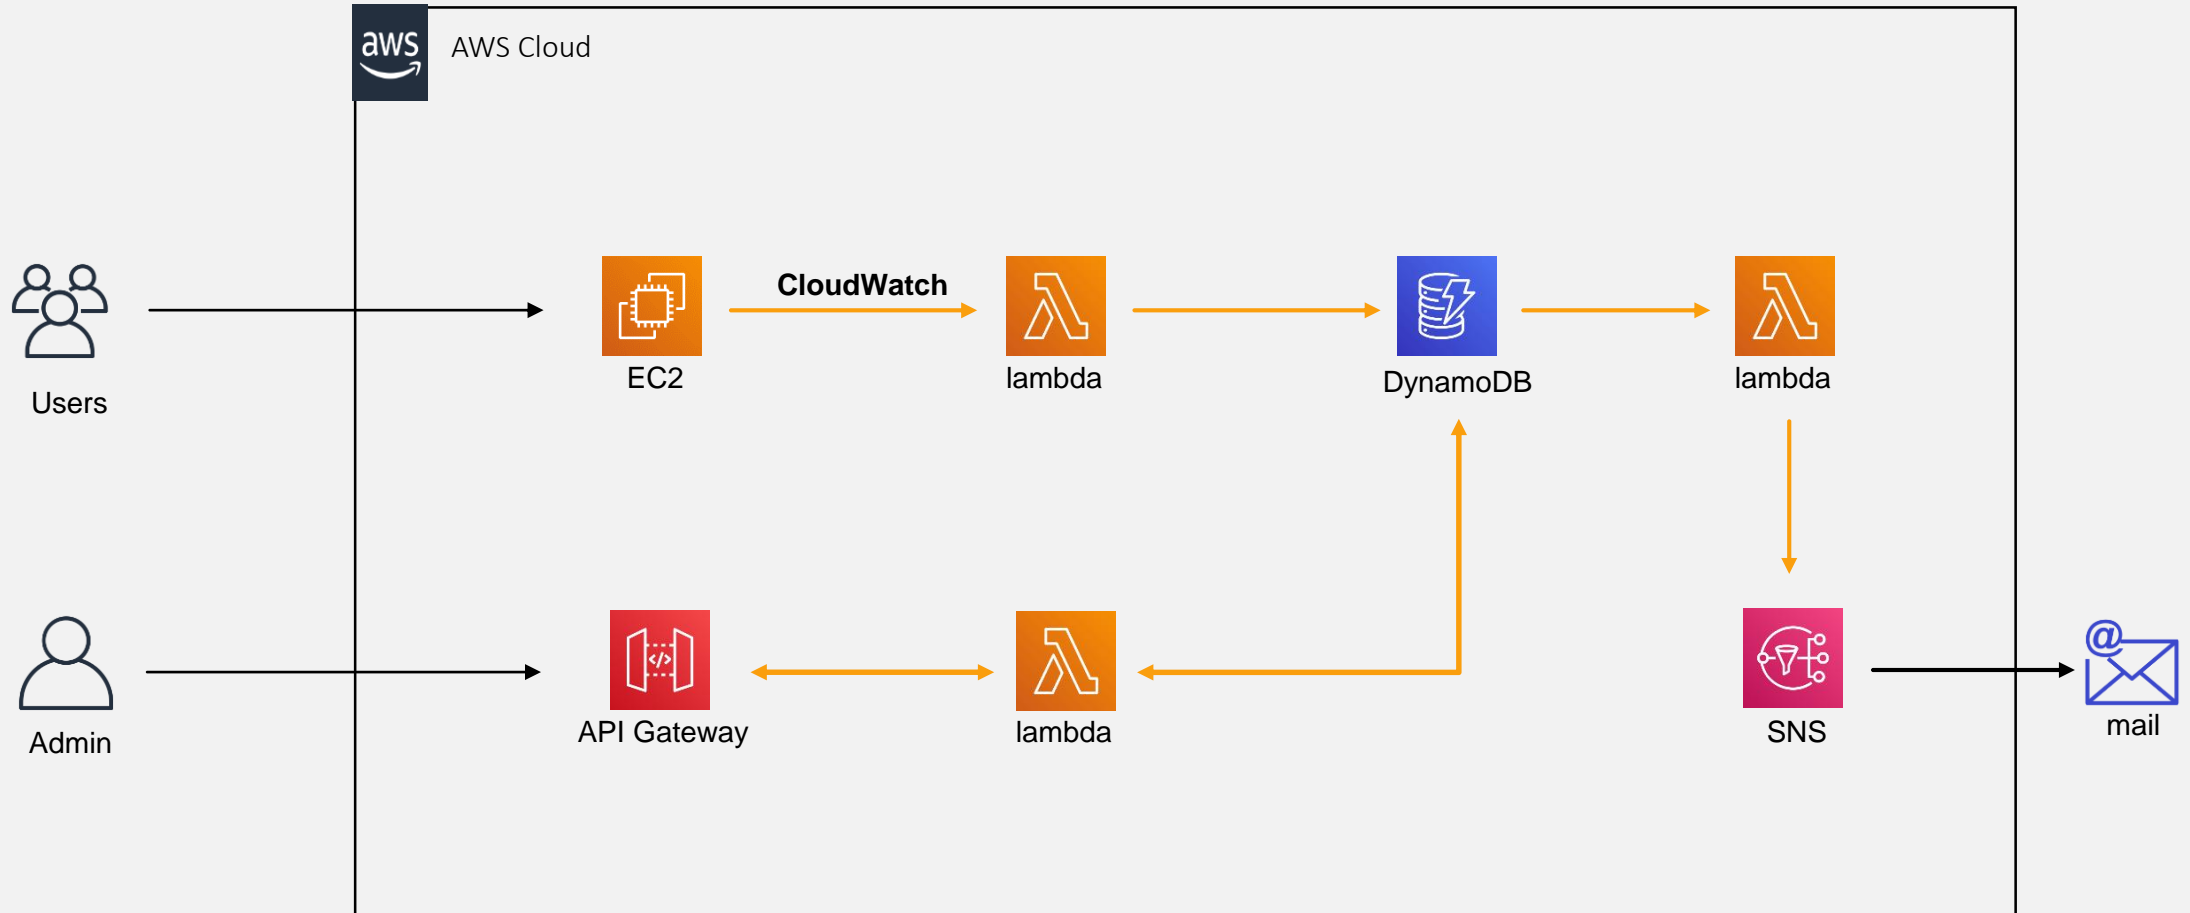 aws
AWS Cloud
CloudWatch
Users
EC2
lambda
DynamoDB
lambda
Admin
API Gateway
</>
lambda
SNS
@
mail